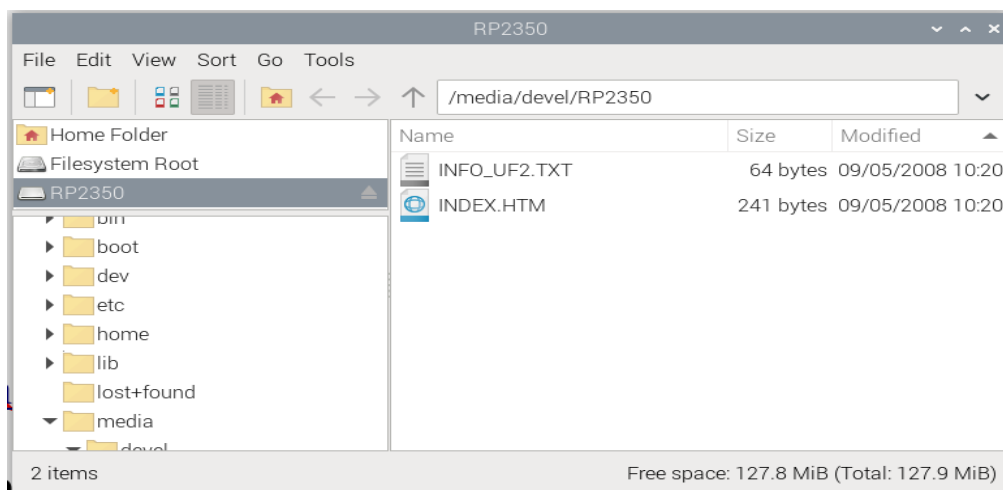 RP2350
File Edit View Sort Go Tools
/media/devel/RP2350
Home Folder
Filesystem Root
RP2350
bin
boot
dev
etc
home
lib
lost+found
media
devel
Name Size Modified
INFO_UF2.TXT 64 bytes 09/05/2008 10:20
INDEX.HTM 241 bytes 09/05/2008 10:20
2 items Free space: 127.8 MiB (Total: 127.9 MiB)